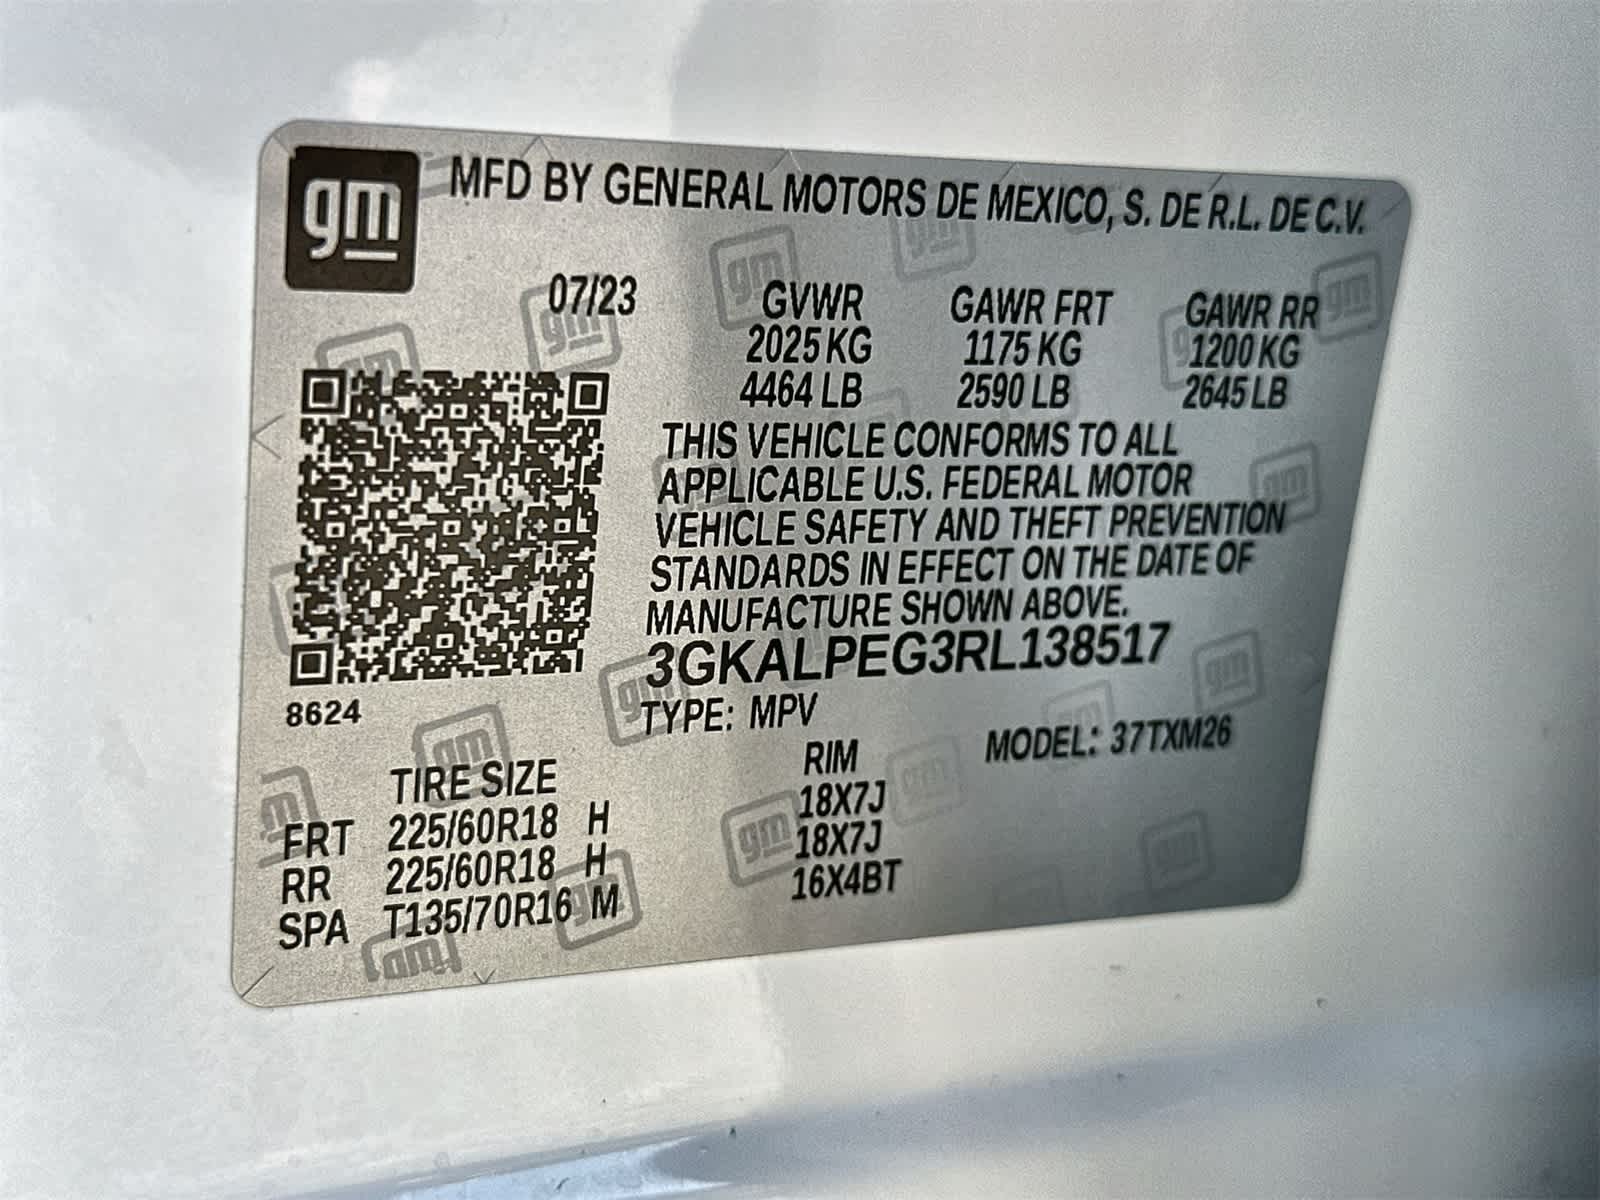 gm MFD BY GENERAL MOTORS DE MEXICO, S. DE R.L. DE C.V.
07/23 GVWR GAWR FRT GAWR RR
2025 KG 1175 KG 1200 KG
4464 LB 2590 LB 2645 LB
THIS VEHICLE CONFORMS TO ALL
APPLICABLE U.S. FEDERAL MOTOR
VEHICLE SAFETY AND THEFT PREVENTION
STANDARDS IN EFFECT ON THE DATE OF
MANUFACTURE SHOWN ABOVE.
3GKALPEG3RL138517
8624
TYPE: MPV MODEL: 37TXM26
TIRE SIZE RIM
FRT 225/60R18 H 18X7J
RR 225/60R18 H 18X7J
SPA T135/70R16 M 16X4BT